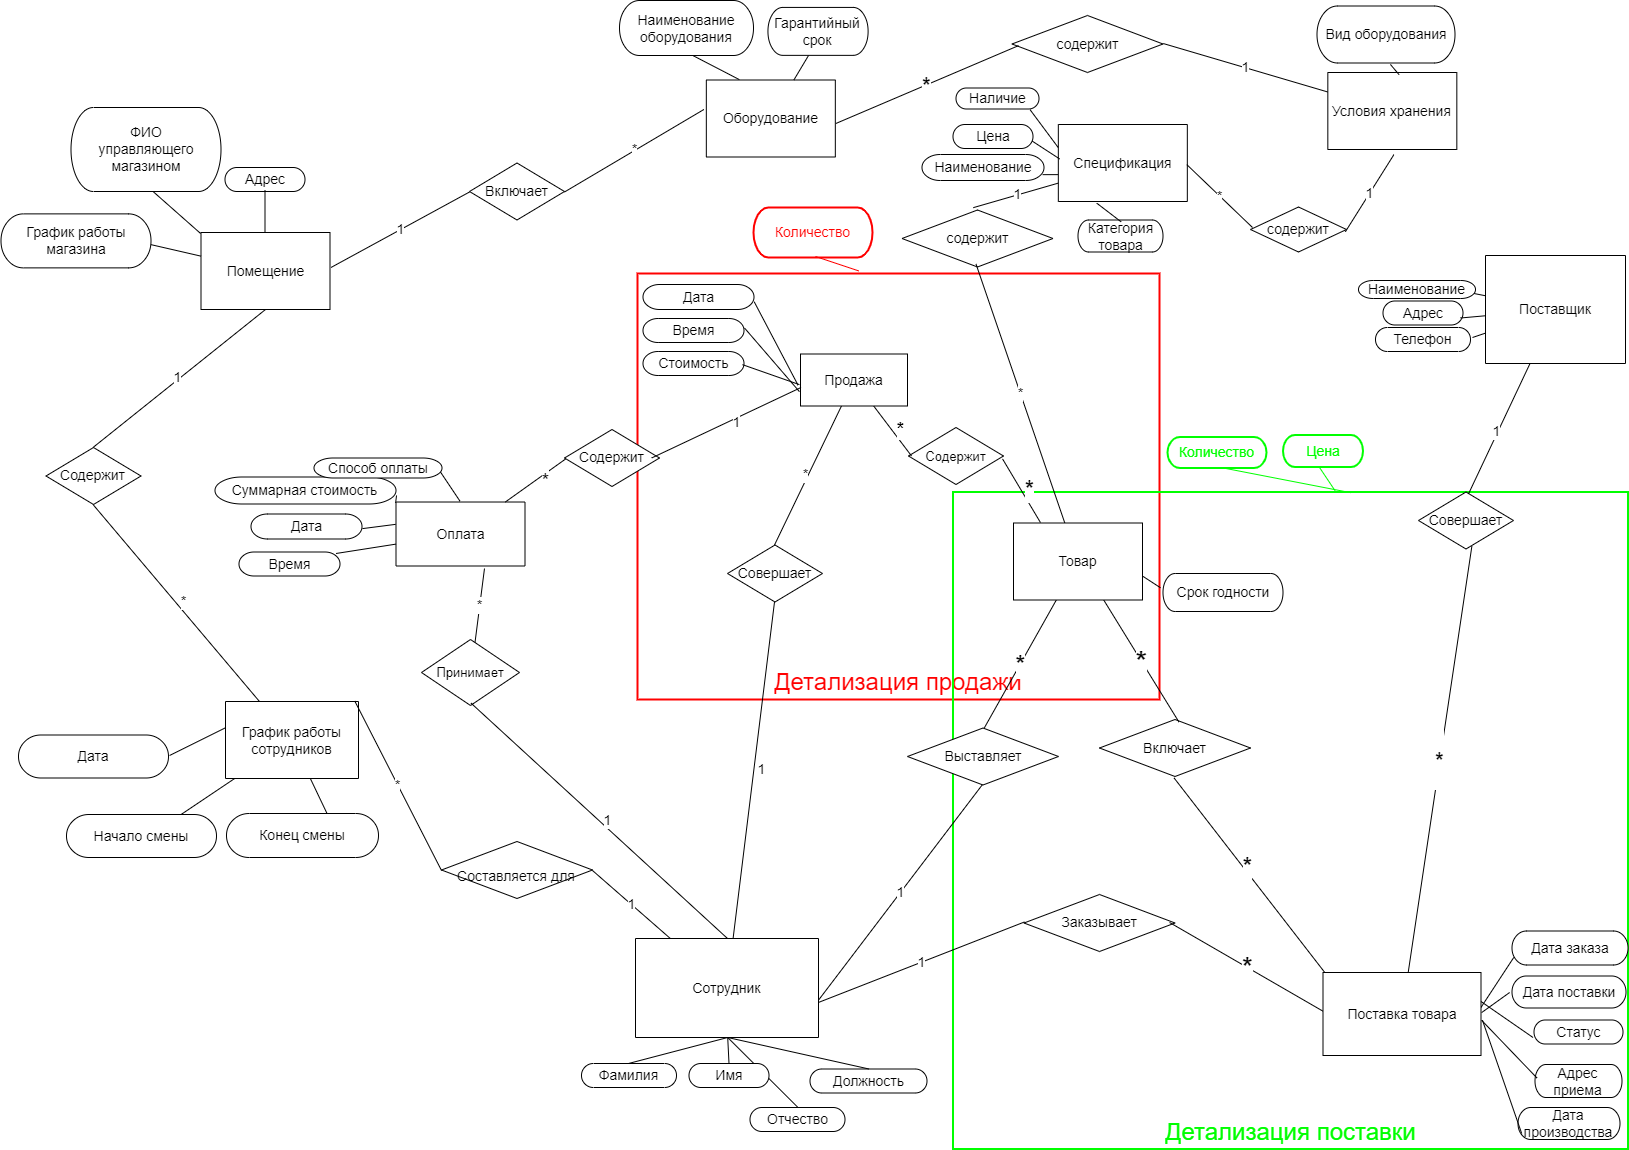 Наименование
оборудования
Гарантийный
срок
содержит
*
1
Вид оборудования
Оборудование
Условия хранения
Наличие
Цена
Наименование
Спецификация
Категория
товара
1
*
содержит
1
ФИО
управляющего
магазином
Адрес
График работы
магазина
Помещение
1
Включает
*
Количество
содержит
*
Наименование
Адрес
Телефон
Поставщик
1
Дата
Время
Стоимость
Продажа
1
Содержит
*
*
Содержит
*
1
Содержит
*
Способ оплаты
Суммарная стоимость
Дата
Время
Оплата
*
Принимает
1
*
Совершает
1
Количество
Цена
Совершает
*
Товар
Срок годности
Детализация продажи
*
Выставляет
1
*
Включает
*
График работы
сотрудников
Дата
Начало смены
Конец смены
*
Составляется для
1
1
Заказывает
*
Сотрудник
Фамилия
Имя
Отчество
Должность
Поставка товара
Дата заказа
Дата поставки
Статус
Адрес
приема
Дата
производства
Детализация поставки